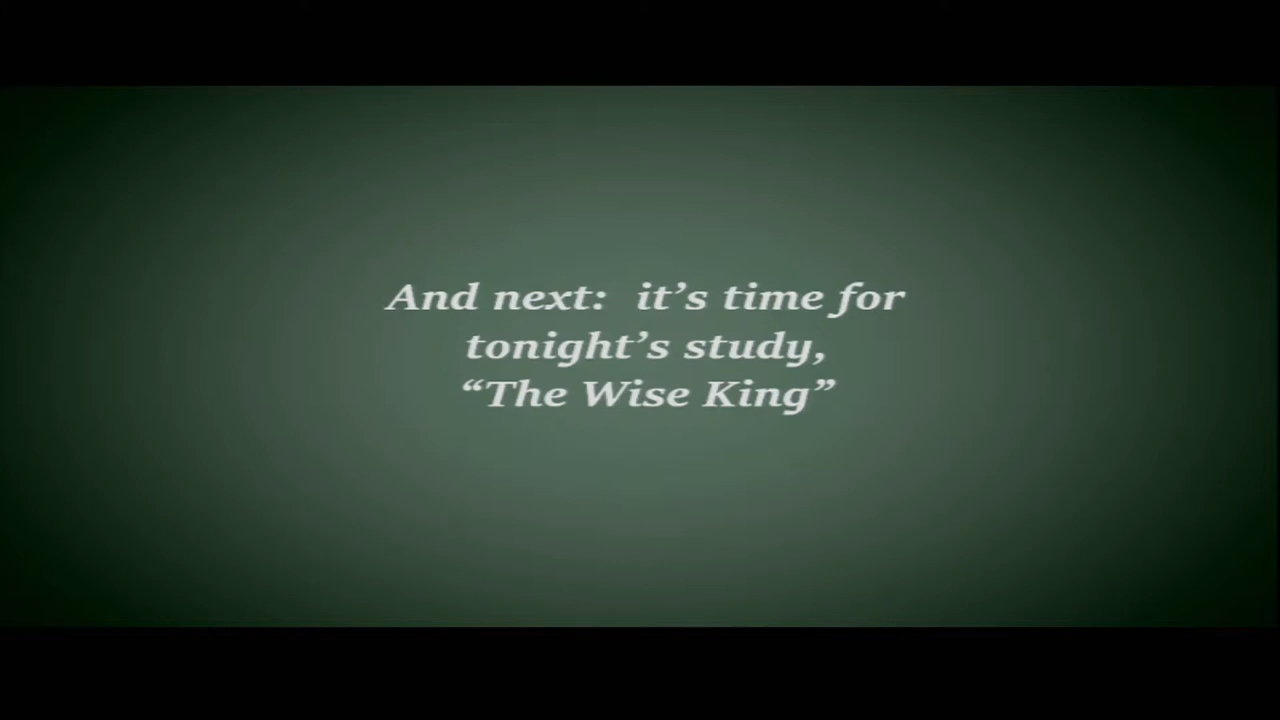 And next:  it’s time for
tonight’s study,
“The Wise King”